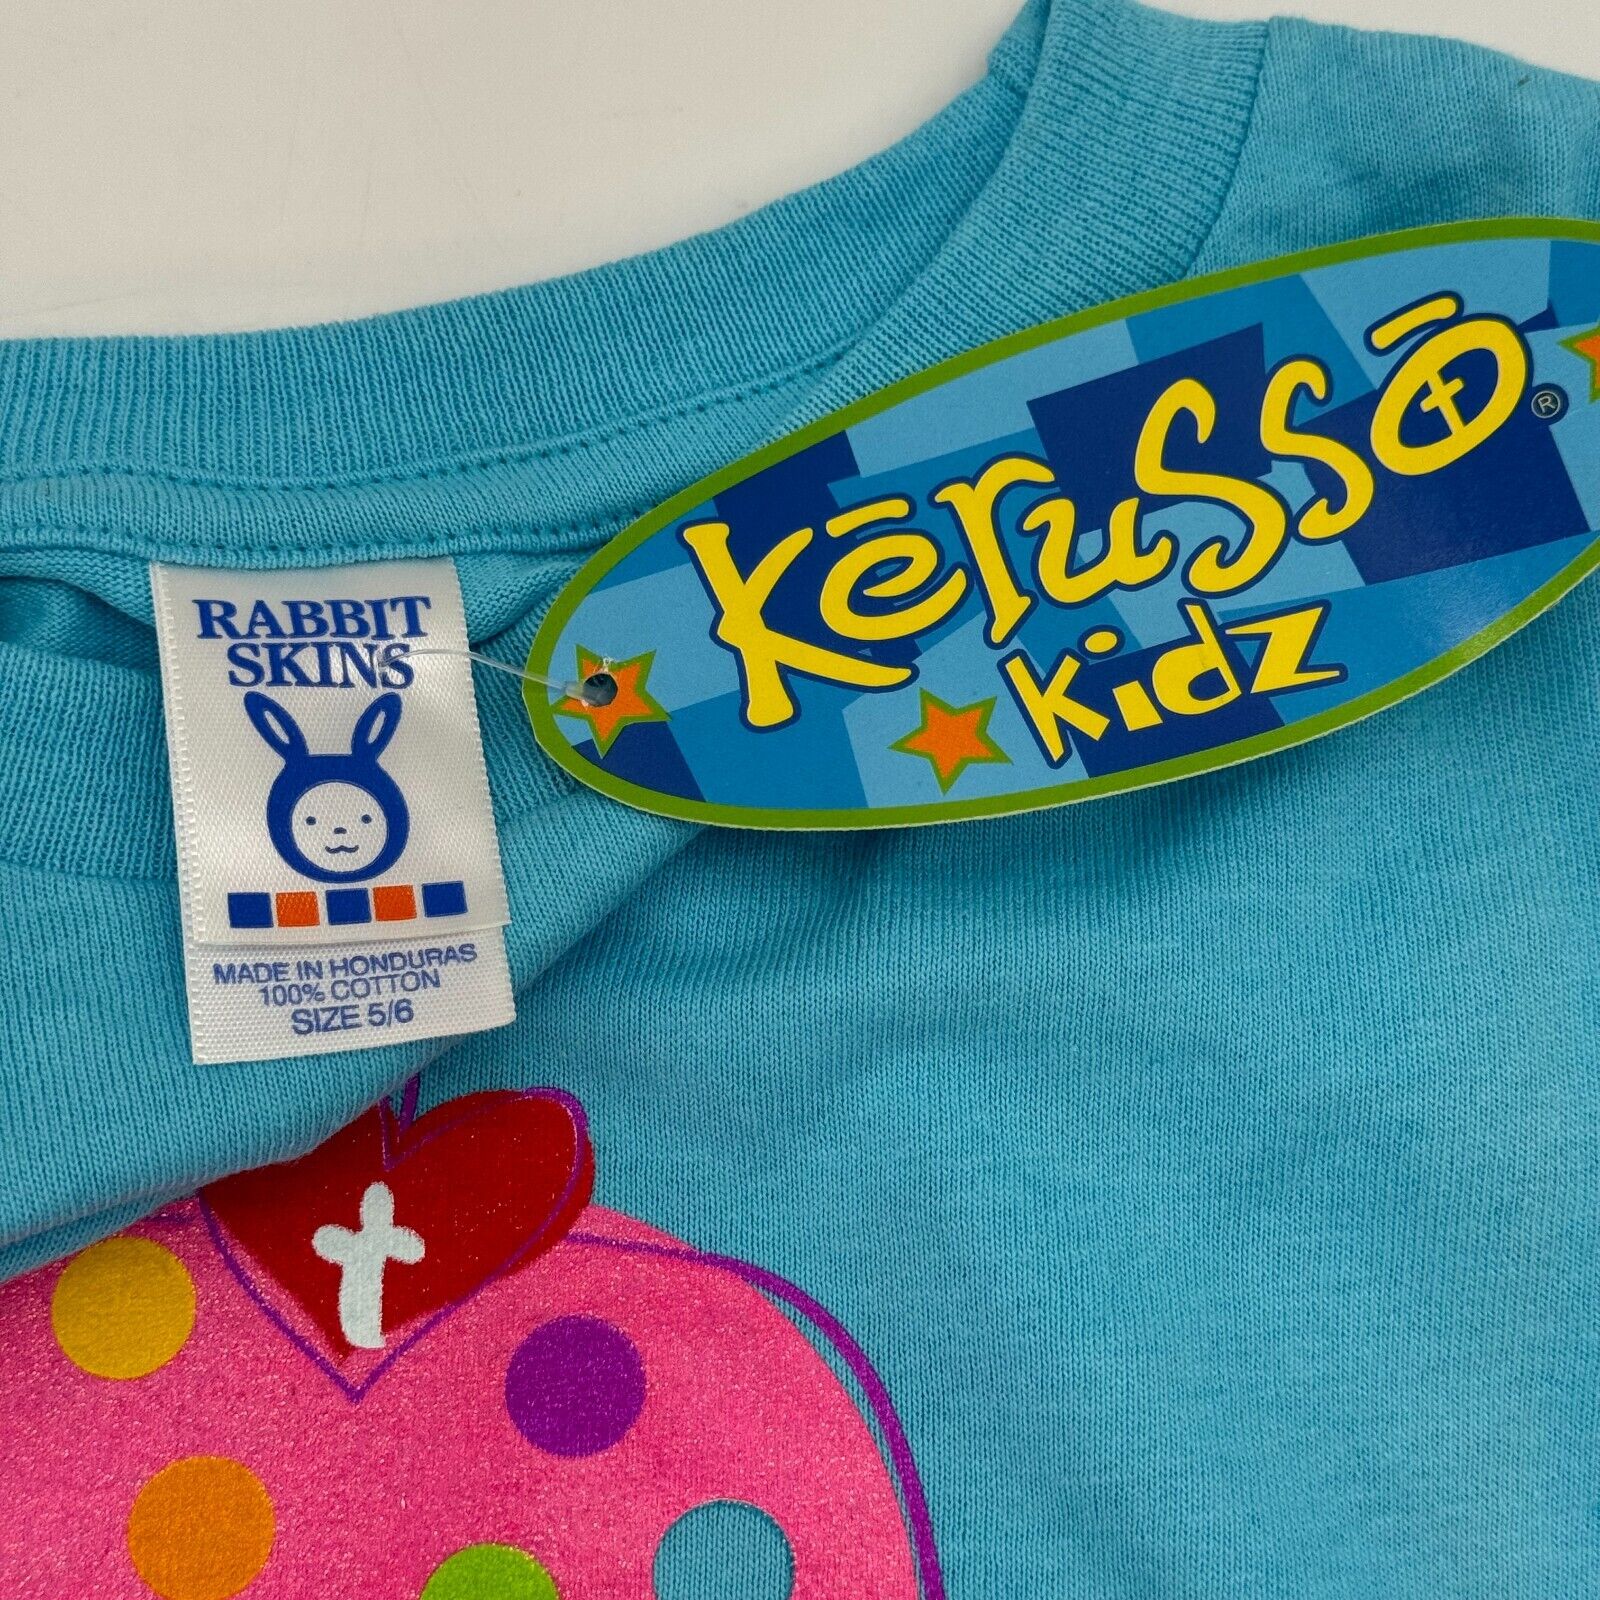 RABBIT
SKINS
MADE IN HONDURAS
100% COTTON
SIZE 5/6
Kērussō®
kidz